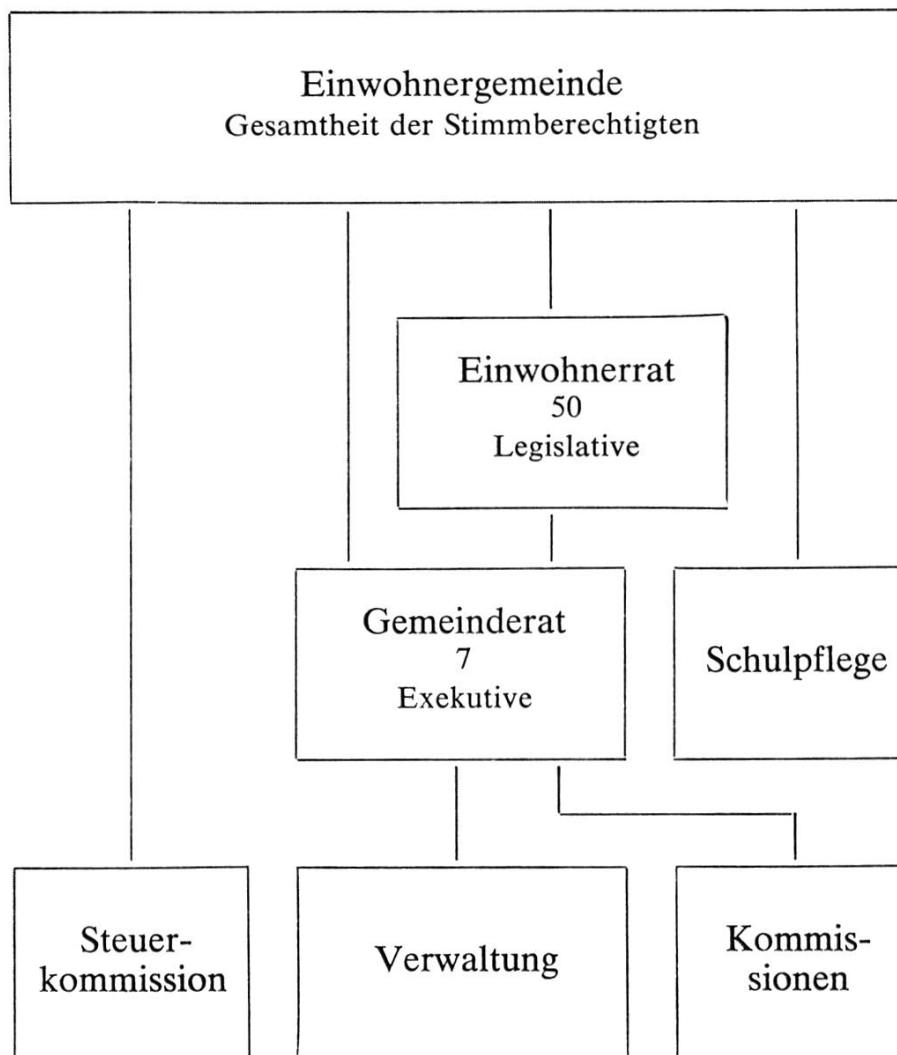 Einwohnergemeinde
Gesamtheit der Stimmberechtigten
Einwohnerrat
50
Legislative
Gemeinderat
7
Exekutive
Schulpflege
Steuer-
kommission
Verwaltung
Kommis-
sionen